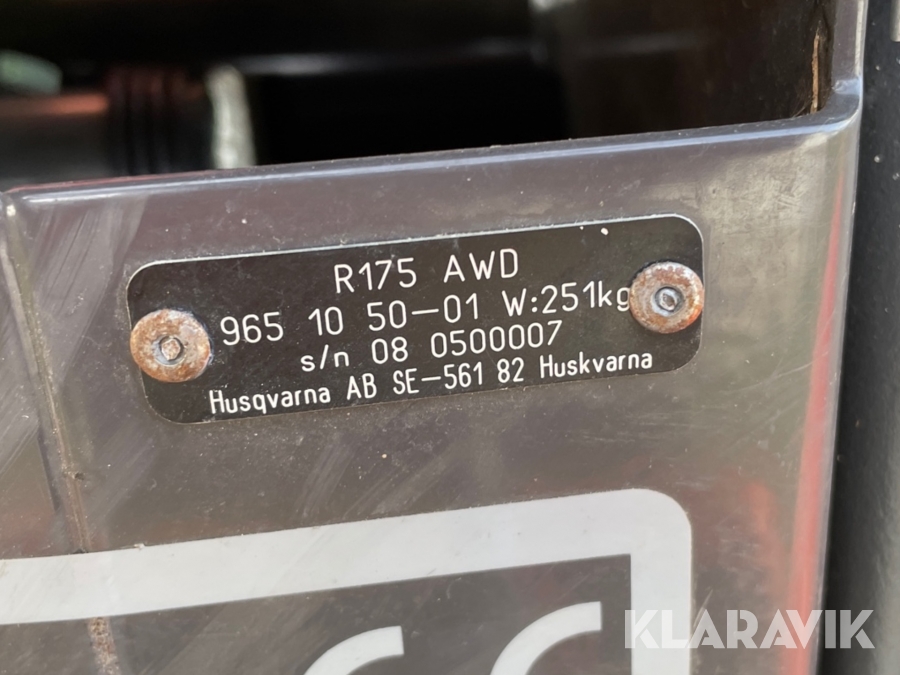 R175 AWD
965 10 50-01 W:251kg
s/n 08 0500007
Husqvarna AB SE-561 82 Huskvarna
KLARAVIK